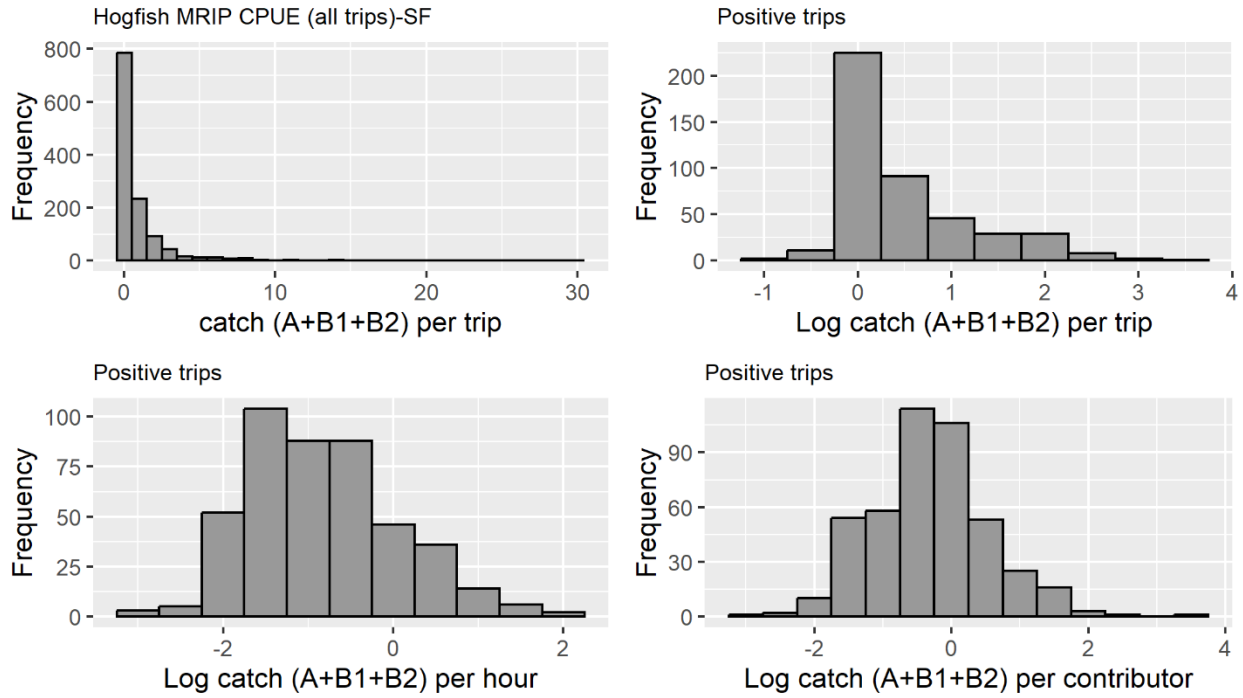 Hogfish MRIP CPUE (all trips)-SF
Frequency
800
600
400
200
0
0 10 20 30
catch (A+B1+B2) per trip
Positive trips
Frequency
200
150
100
50
0
-1 0 1 2 3 4
Log catch (A+B1+B2) per trip
Positive trips
Frequency
100
75
50
25
0
-2 0 2
Log catch (A+B1+B2) per hour
Positive trips
Frequency
90
60
30
0
-2 0 2 4
Log catch (A+B1+B2) per contributor